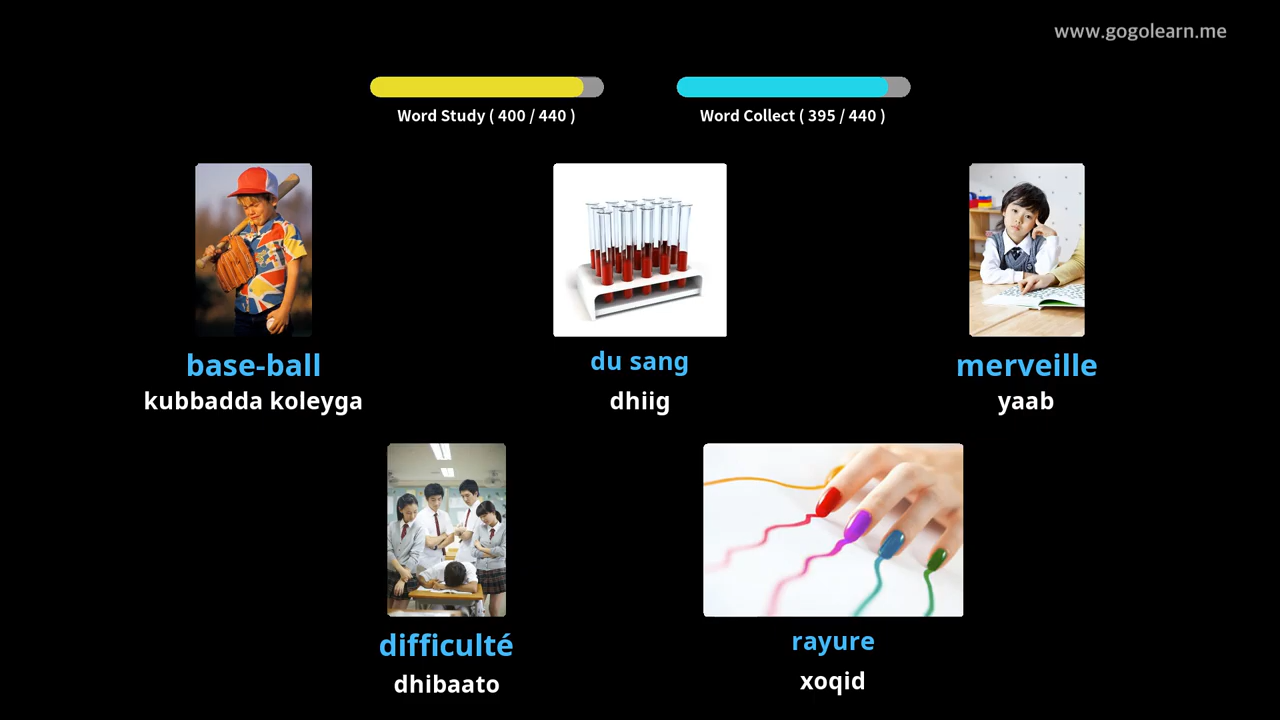 www.gogolearn.me
Word Study ( 400 / 440 )
Word Collect ( 395 / 440 )
base-ball
kubbadda koleyga
du sang
dhiig
merveille
yaab
difficulté
dhibaato
rayure
xoqid